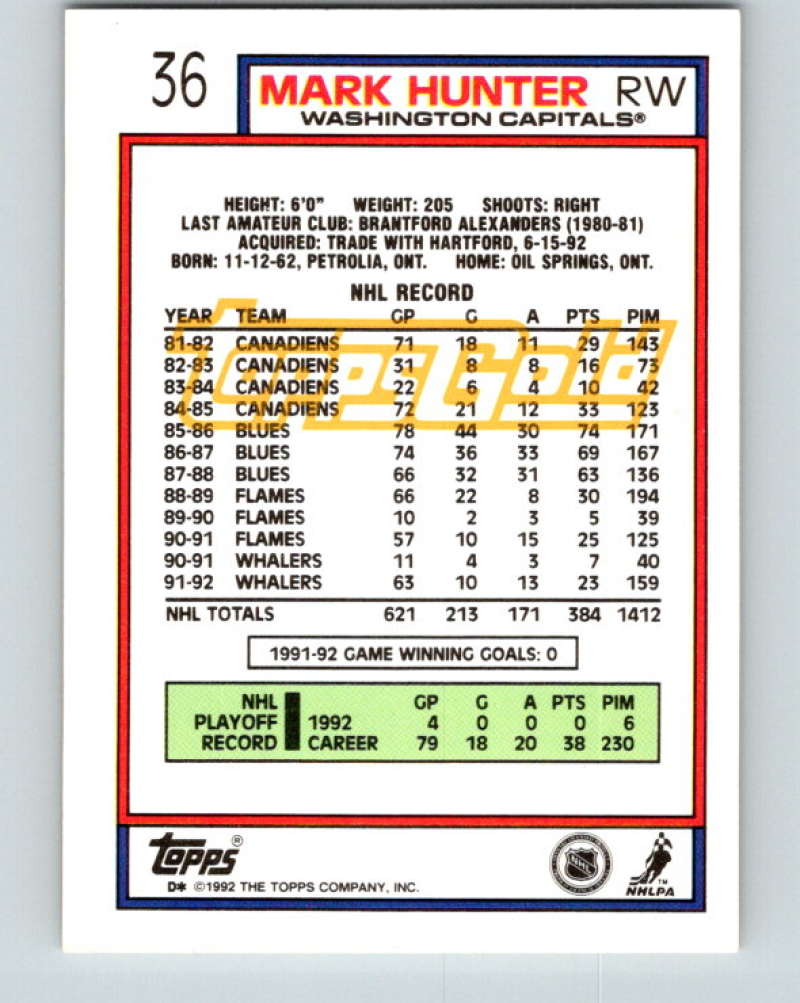 36
MARK HUNTER RW
WASHINGTON CAPITALS®
HEIGHT: 6'0" WEIGHT: 205 SHOOTS: RIGHT
LAST AMATEUR CLUB: BRANTFORD ALEXANDERS (1980-81)
ACQUIRED: TRADE WITH HARTFORD, 6-15-92
BORN: 11-12-62, PETROLIA, ONT. HOME: OIL SPRINGS, ONT.
NHL RECORD
YEAR TEAM GP G A PTS PIM
81-82 CANADIENS 71 18 11 29 143
82-83 CANADIENS 31 8 8 16 73
83-84 CANADIENS 22 6 4 10 42
84-85 CANADIENS 72 21 12 33 123
Topps Gold
85-86 BLUES 78 44 30 74 171
86-87 BLUES 74 36 33 69 167
87-88 BLUES 66 32 31 63 136
88-89 FLAMES 66 22 8 30 194
89-90 FLAMES 10 2 3 5 39
90-91 FLAMES 57 10 15 25 125
90-91 WHALERS 11 4 3 7 40
91-92 WHALERS 63 10 13 23 159
NHL TOTALS 621 213 171 384 1412
1991-92 GAME WINNING GOALS: 0
NHL GP G A PTS PIM
PLAYOFF 1992 4 0 0 0 6
RECORD CAREER 79 18 20 38 230
Topps®
D* ©1992 THE TOPPS COMPANY, INC.
NHL
™
NHLPA